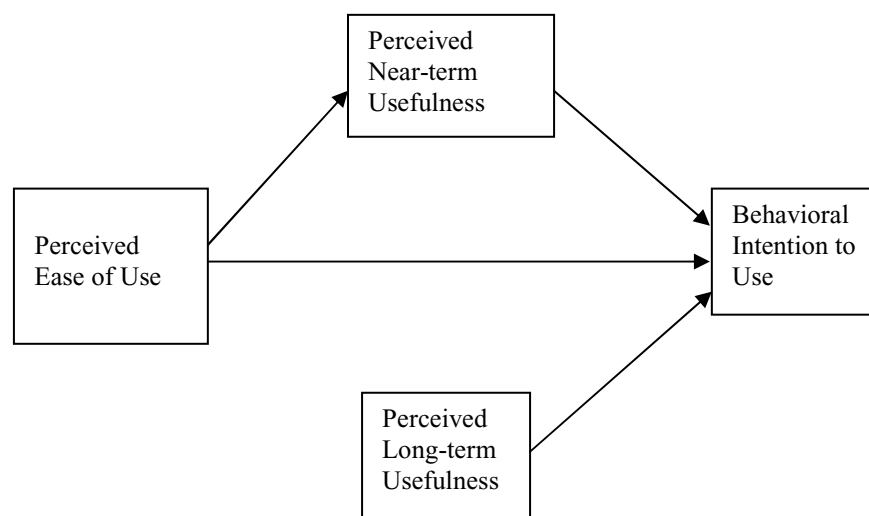 Perceived
Near-term
Usefulness
Perceived
Ease of Use
Behavioral
Intention to
Use
Perceived
Long-term
Usefulness